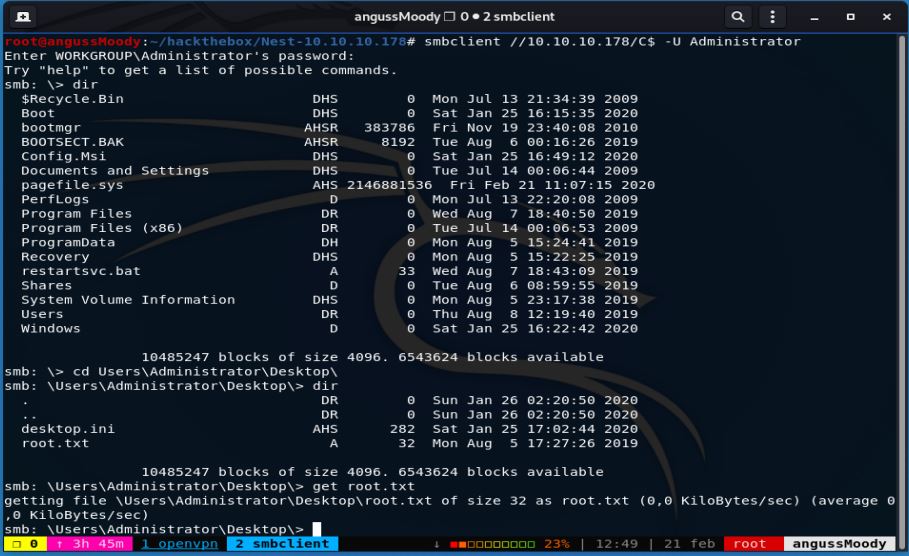 angussMoody ❐ 0 ● 2 smbclient
root@angussMoody:~/hackthebox/Nest-10.10.10.178# smbclient //10.10.10.178/C$ -U Administrator
Enter WORKGROUP\Administrator's password:
Try "help" to get a list of possible commands.
smb: \> dir
$Recycle.Bin DHS 0 Mon Jul 13 21:34:39 2009
Boot DHS 0 Sat Jan 25 16:15:35 2020
bootmgr AHSR 383786 Fri Nov 19 23:40:08 2010
BOOTSECT.BAK AHSR 8192 Tue Aug 6 00:16:26 2019
Config.Msi DHS 0 Sat Jan 25 16:49:12 2020
Documents and Settings DHS 0 Tue Jul 14 00:06:44 2009
pagefile.sys AHS 2146881536 Fri Feb 21 11:07:15 2020
PerfLogs D 0 Mon Jul 13 22:20:08 2009
Program Files DR 0 Wed Aug 7 18:40:50 2019
Program Files (x86) DR 0 Tue Jul 14 00:06:53 2009
ProgramData DH 0 Mon Aug 5 15:24:41 2019
Recovery DHS 0 Mon Aug 5 15:22:25 2019
restartsvc.bat A 33 Wed Aug 7 18:43:09 2019
Shares D 0 Tue Aug 6 08:59:55 2019
System Volume Information DHS 0 Mon Aug 5 23:17:38 2019
Users DR 0 Thu Aug 8 12:19:40 2019
Windows D 0 Sat Jan 25 16:22:42 2020
10485247 blocks of size 4096. 6543624 blocks available
smb: \> cd Users\Administrator\Desktop\
smb: \Users\Administrator\Desktop\> dir
. DR 0 Sun Jan 26 02:20:50 2020
.. DR 0 Sun Jan 26 02:20:50 2020
desktop.ini AHS 282 Sat Jan 25 17:02:44 2020
root.txt A 32 Mon Aug 5 17:27:26 2019
10485247 blocks of size 4096. 6543624 blocks available
smb: \Users\Administrator\Desktop\> get root.txt
getting file \Users\Administrator\Desktop\root.txt of size 32 as root.txt (0,0 KiloBytes/sec) (average 0
,0 KiloBytes/sec)
smb: \Users\Administrator\Desktop\>
❐ 0 ↑ 3h 45m 1 openvpn 2 smbclient ↓ 23% | 12:49 | 21 feb root angussMoody